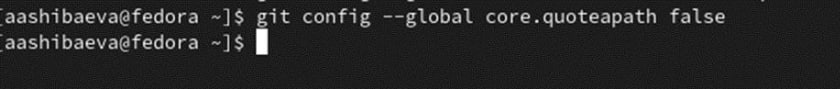 [aashibaeva@fedora ~]$ git config --global core.quoteapath false
[aashibaeva@fedora ~]$